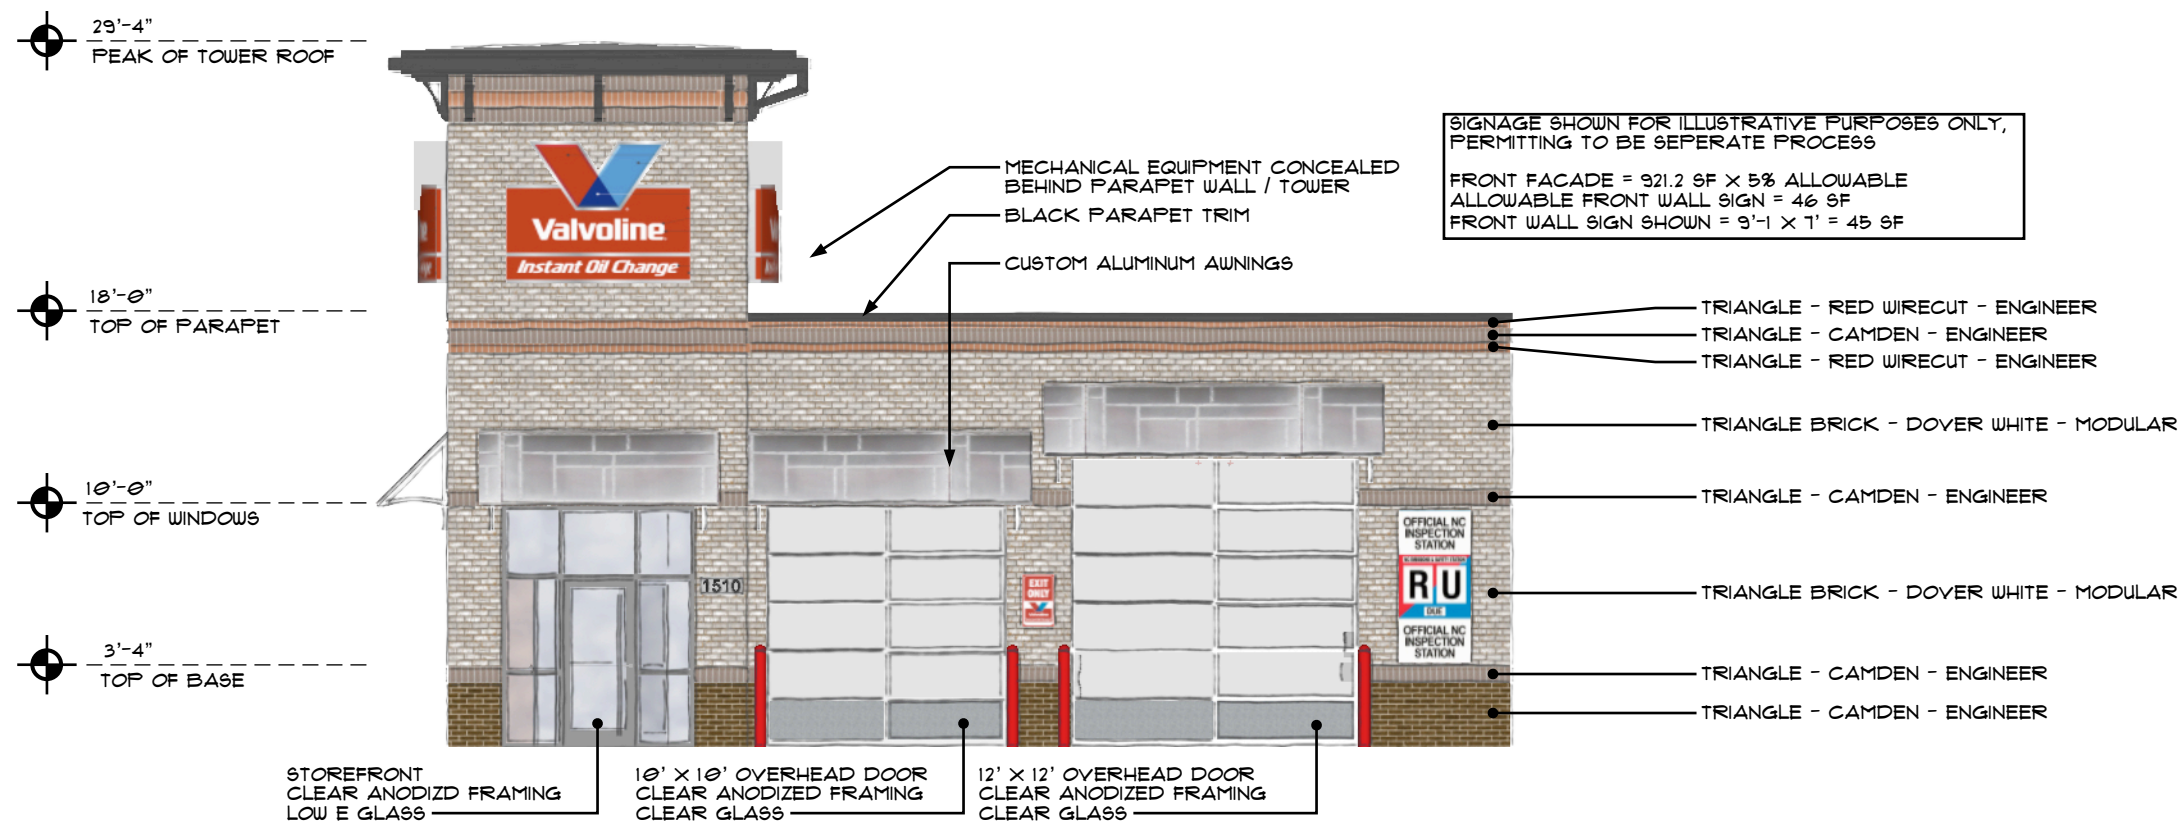 29'-4"
PEAK OF TOWER ROOF
18'-0"
TOP OF PARAPET
10'-0"
TOP OF WINDOWS
3'-4"
TOP OF BASE
Valvoline
Instant Oil Change
MECHANICAL EQUIPMENT CONCEALED
BEHIND PARAPET WALL / TOWER
BLACK PARAPET TRIM
CUSTOM ALUMINUM AWNINGS
SIGNAGE SHOWN FOR ILLUSTRATIVE PURPOSES ONLY,
PERMITTING TO BE SEPERATE PROCESS
FRONT FACADE = 921.2 SF X 5% ALLOWABLE
ALLOWABLE FRONT WALL SIGN = 46 SF
FRONT WALL SIGN SHOWN = 9'-1 X 7' = 45 SF
TRIANGLE - RED WIRECUT - ENGINEER
TRIANGLE - CAMDEN - ENGINEER
TRIANGLE - RED WIRECUT - ENGINEER
TRIANGLE BRICK - DOVER WHITE - MODULAR
TRIANGLE - CAMDEN - ENGINEER
TRIANGLE BRICK - DOVER WHITE - MODULAR
TRIANGLE - CAMDEN - ENGINEER
TRIANGLE - CAMDEN - ENGINEER
1510
EXIT
ONLY
OFFICIAL NC
INSPECTION
STATION
R U
DUE
OFFICIAL NC
INSPECTION
STATION
STOREFRONT
CLEAR ANODIZD FRAMING
LOW E GLASS
10' X 10' OVERHEAD DOOR
CLEAR ANODIZED FRAMING
CLEAR GLASS
12' X 12' OVERHEAD DOOR
CLEAR ANODIZED FRAMING
CLEAR GLASS